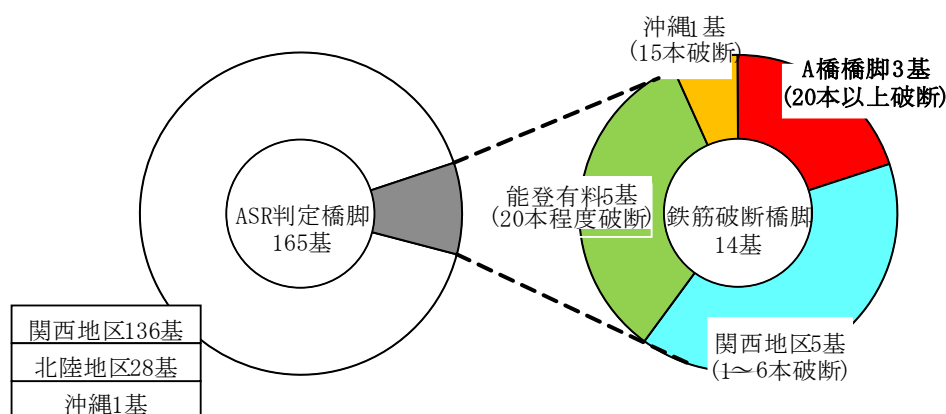 沖縄1基
(15本破断)
A橋橋脚3基
(20本以上破断)
能登有料5基
(20本程度破断)
ASR判定橋脚
165基
鉄筋破断橋脚
14基
関西地区136基
北陸地区28基
沖縄1基
関西地区5基
(1～6本破断)